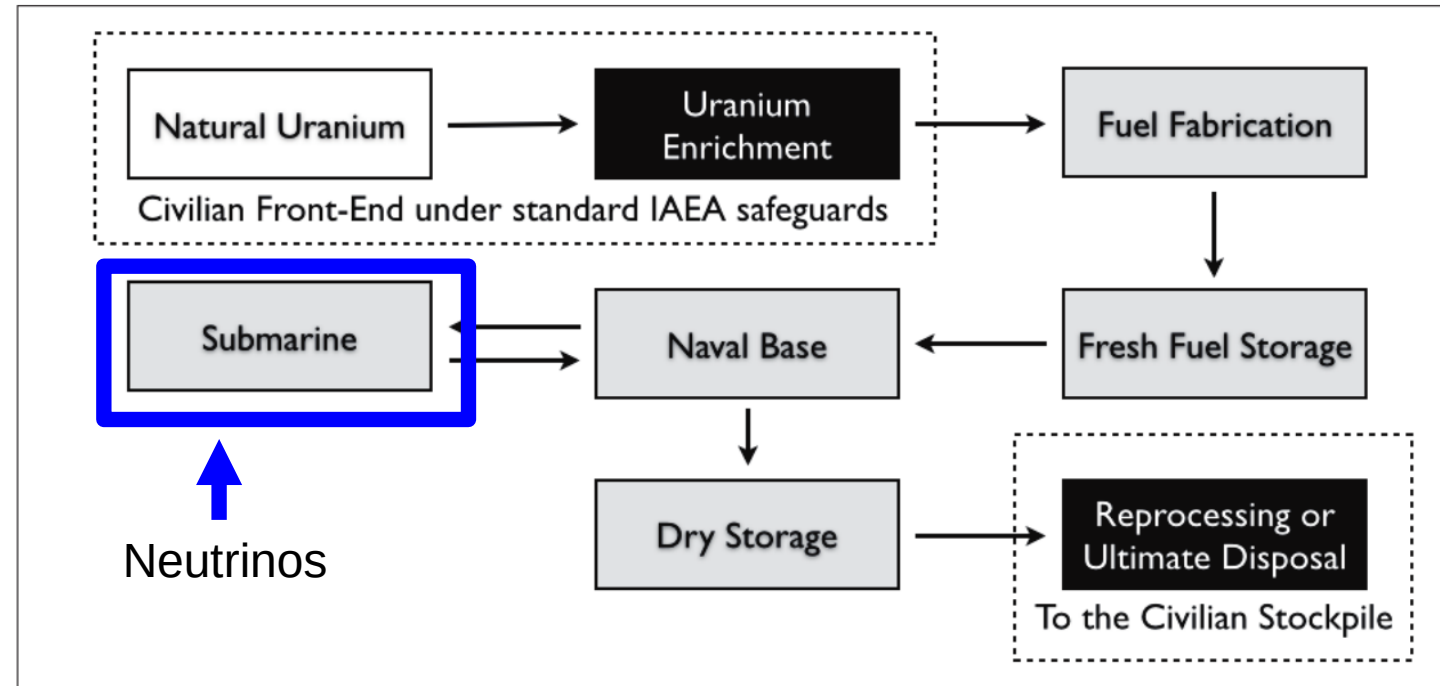 Natural Uranium
Uranium
Enrichment
Fuel Fabrication
Civilian Front-End under standard IAEA safeguards
Submarine
Naval Base
Fresh Fuel Storage
Neutrinos
Dry Storage
Reprocessing or
Ultimate Disposal
To the Civilian Stockpile